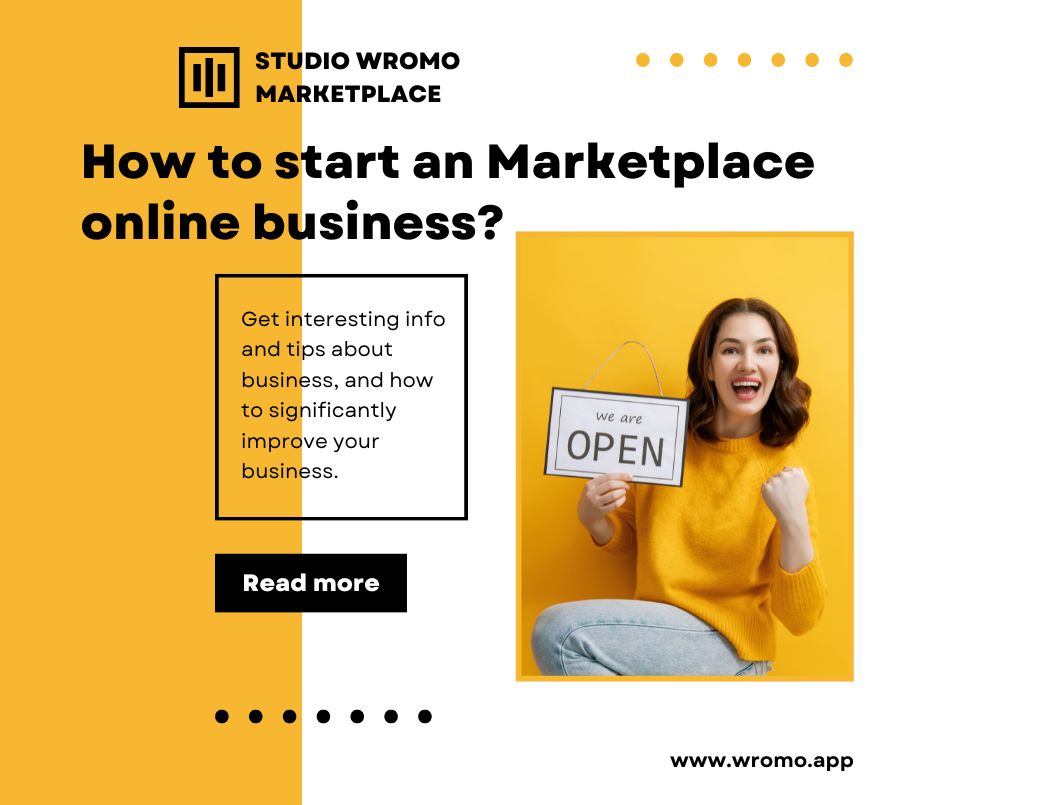 STUDIO WROMO
MARKETPLACE
How to start an Marketplace
online business?
Get interesting info
and tips about
business, and how
to significantly
improve your
business.
we are
OPEN
Read more
www.wromo.app